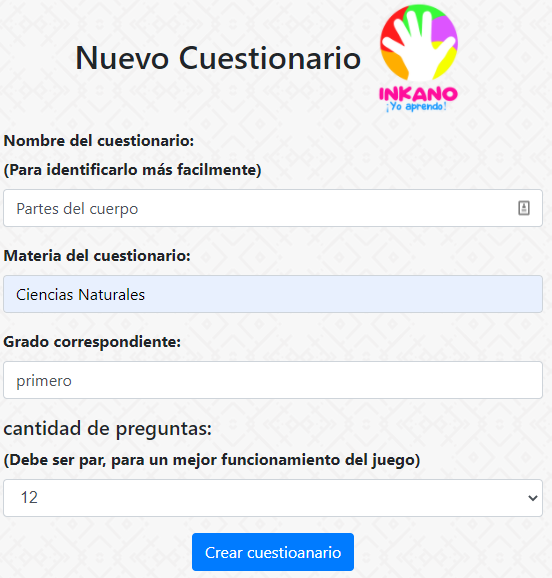 Nuevo Cuestionario
INKANO
¡Yo aprendo!
Nombre del cuestionario:
(Para identificarlo más facilmente)
Partes del cuerpo
Materia del cuestionario:
Ciencias Naturales
Grado correspondiente:
primero
cantidad de preguntas:
(Debe ser par, para un mejor funcionamiento del juego)
12
Crear cuestioanario